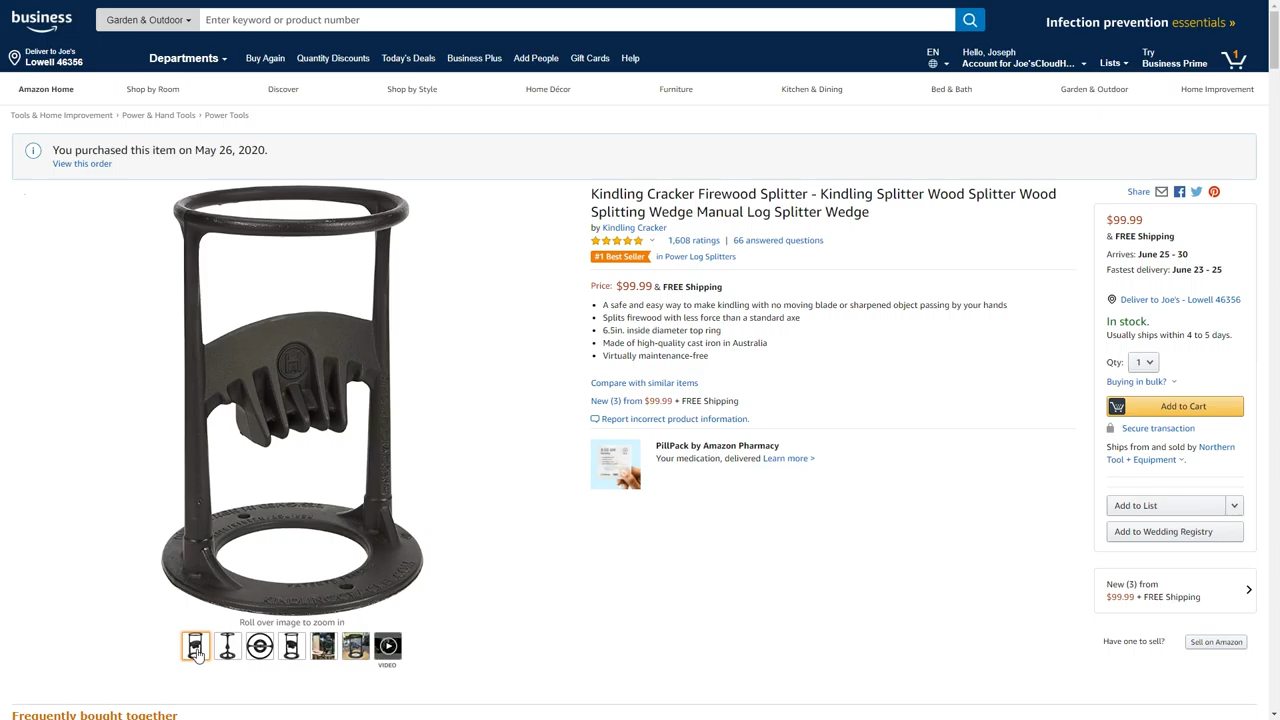 business
Garden & Outdoor
Enter keyword or product number
Infection prevention essentials »
Deliver to Joe's
Lowell 46356
Departments
Buy Again
Quantity Discounts
Today's Deals
Business Plus
Add People
Gift Cards
Help
EN
Hello, Joseph
Account for Joe'sCloudH...
Lists
Try
Business Prime
1
Amazon Home
Shop by Room
Discover
Shop by Style
Home Décor
Furniture
Kitchen & Dining
Bed & Bath
Garden & Outdoor
Home Improvement
Tools & Home Improvement › Power & Hand Tools › Power Tools
You purchased this item on May 26, 2020.
View this order
Roll over image to zoom in
VIDEO
Kindling Cracker Firewood Splitter - Kindling Splitter Wood Splitter Wood
Splitting Wedge Manual Log Splitter Wedge
by Kindling Cracker
1,608 ratings | 66 answered questions
#1 Best Seller in Power Log Splitters
Price: $99.99 & FREE Shipping
• A safe and easy way to make kindling with no moving blade or sharpened object passing by your hands
• Splits firewood with less force than a standard axe
• 6.5in. inside diameter top ring
• Made of high-quality cast iron in Australia
• Virtually maintenance-free
Compare with similar items
New (3) from $99.99 + FREE Shipping
Report incorrect product information.
PillPack by Amazon Pharmacy
Your medication, delivered Learn more >
Share
$99.99
& FREE Shipping
Arrives: June 25 - 30
Fastest delivery: June 23 - 25
Deliver to Joe's - Lowell 46356
In stock.
Usually ships within 4 to 5 days.
Qty: 1
Buying in bulk?
Add to Cart
Secure transaction
Ships from and sold by Northern
Tool + Equipment.
Add to List
Add to Wedding Registry
New (3) from
$99.99 + FREE Shipping
Have one to sell?
Sell on Amazon
Frequently bought together